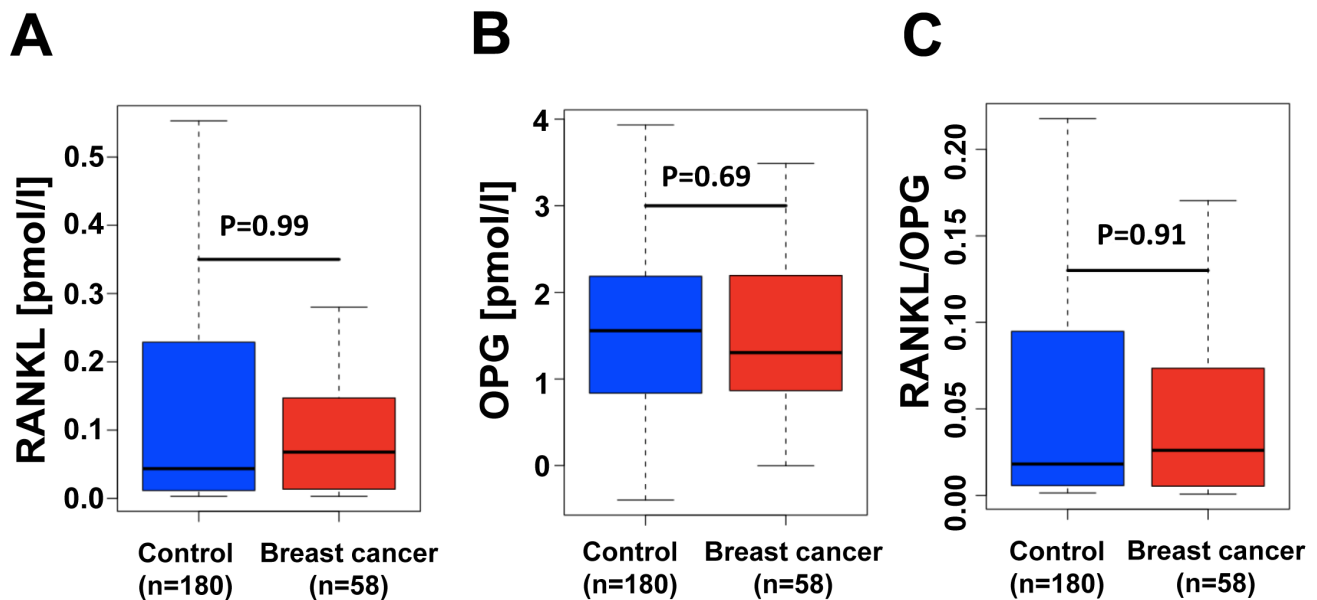 A
RANKL [pmol/l]
0.5
0.4
0.3
0.2
0.1
0.0
P=0.99
Control
(n=180)
Breast cancer
(n=58)
B
OPG [pmol/l]
4
3
2
1
0
P=0.69
Control
(n=180)
Breast cancer
(n=58)
C
RANKL/OPG
0.20
0.15
0.10
0.05
0.00
P=0.91
Control
(n=180)
Breast cancer
(n=58)